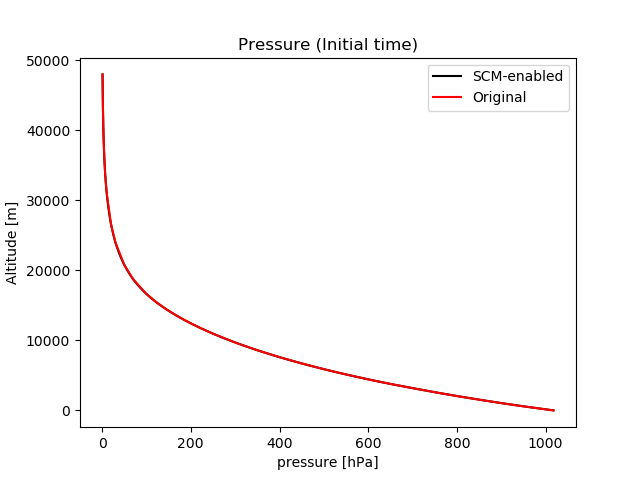 Pressure (Initial time)
SCM-enabled
Original
50000
40000
30000
20000
10000
0
Altitude [m]
0 200 400 600 800 1000
pressure [hPa]